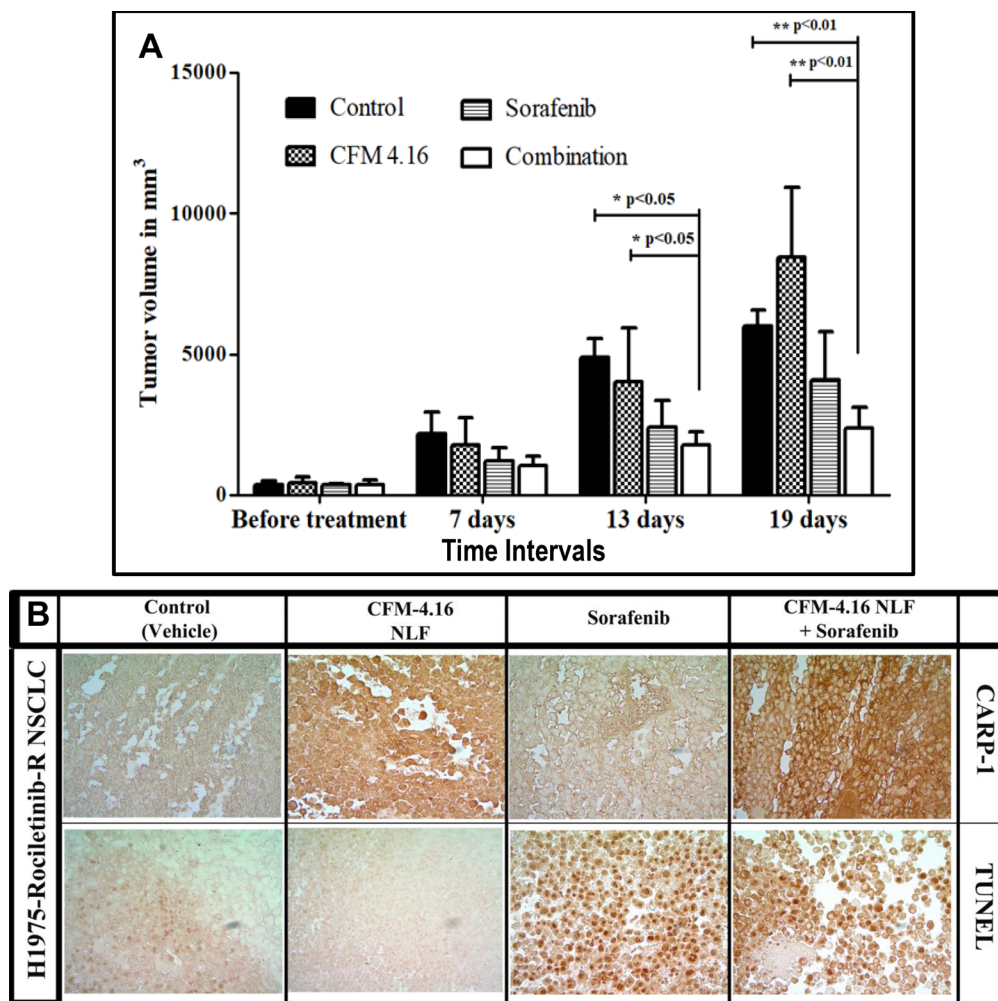 A
** p<0.01
** p<0.01
15000
Control
Sorafenib
CFM 4.16
Combination
* p<0.05
* p<0.05
10000
5000
0
Tumor volume in mm³
Before treatment
7 days
13 days
19 days
Time Intervals
B
Control
(Vehicle)
CFM-4.16
NLF
Sorafenib
CFM-4.16 NLF
+ Sorafenib
H1975-Rociletinib-R NSCLC
CARP-1
TUNEL